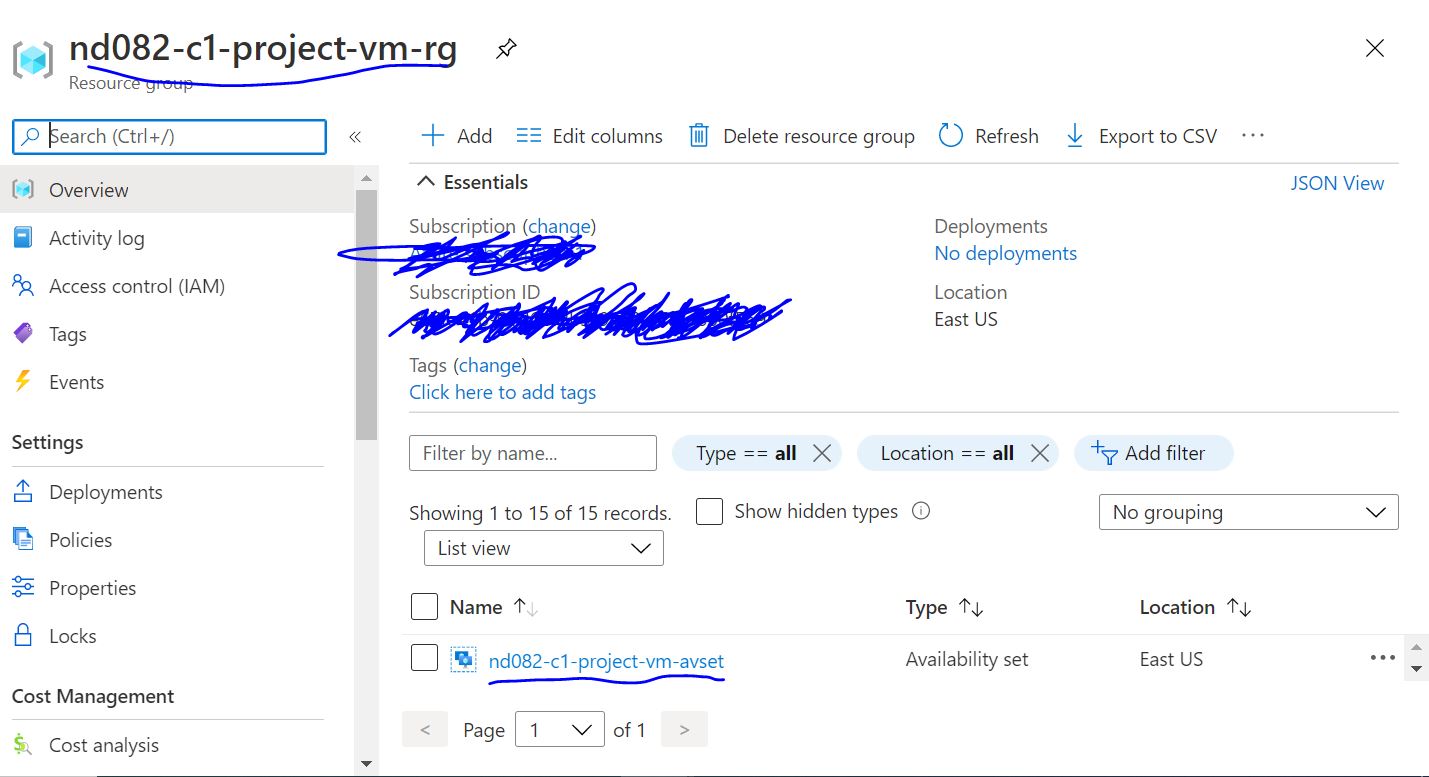 nd082-c1-project-vm-rg
Resource group
Search (Ctrl+/)
«
Overview
Activity log
Access control (IAM)
Tags
Events
Settings
Deployments
Policies
Properties
Locks
Cost Management
Cost analysis
Add
Edit columns
Delete resource group
Refresh
Export to CSV
...
Essentials
JSON View
Subscription (change)
Deployments
No deployments
Subscription ID
Location
East US
Tags (change)
Click here to add tags
Filter by name...
Type == all
Location == all
Add filter
Showing 1 to 15 of 15 records.
Show hidden types
No grouping
List view
Name
Type
Location
nd082-c1-project-vm-avset
Availability set
East US
...
< Page 1 of 1 >